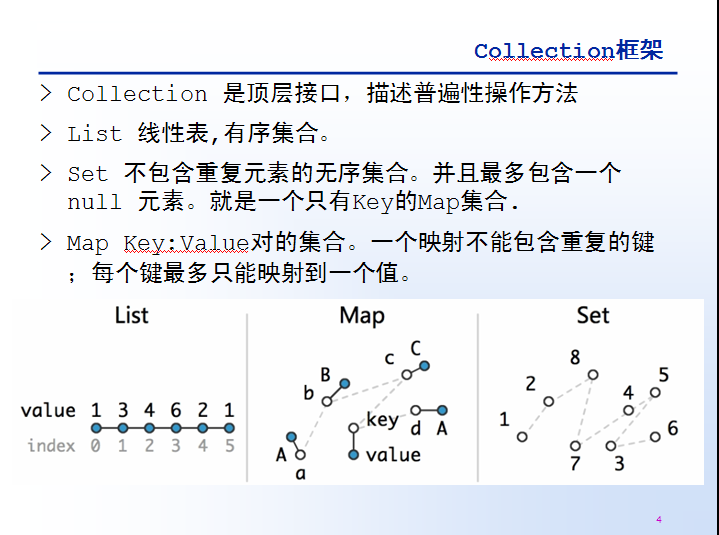 Collection框架
> Collection 是顶层接口，描述普遍性操作方法
> List 线性表,有序集合。
> Set 不包含重复元素的无序集合。并且最多包含一个
null 元素。就是一个只有Key的Map集合.
> Map Key:Value对的集合。一个映射不能包含重复的键
；每个键最多只能映射到一个值。
List
value 1 3 4 6 2 1
index 0 1 2 3 4 5
Map
c C
B
b
key
d A
A
value
a
Set
8
5
2
4
1
6
7
3
4